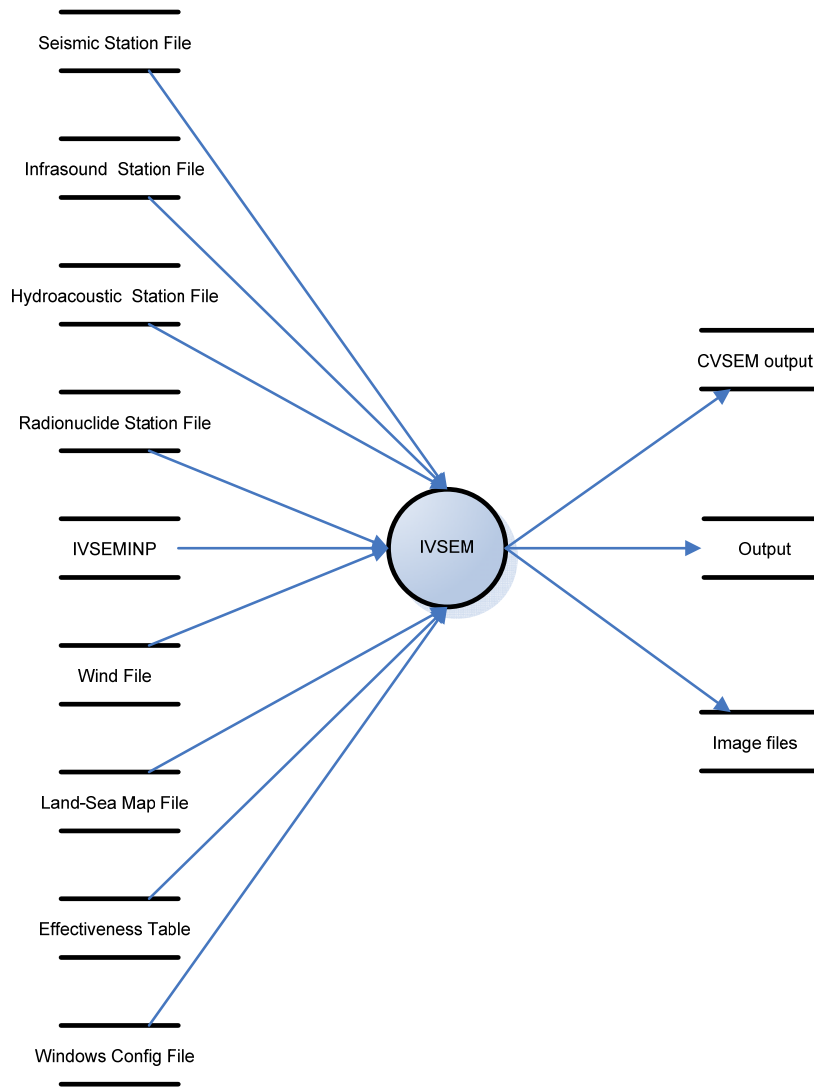 Seismic Station File
Infrasound Station File
Hydroacoustic Station File
Radionuclide Station File
IVSEMINP
Wind File
Land-Sea Map File
Effectiveness Table
Windows Config File
IVSEM
CVSEM output
Output
Image files